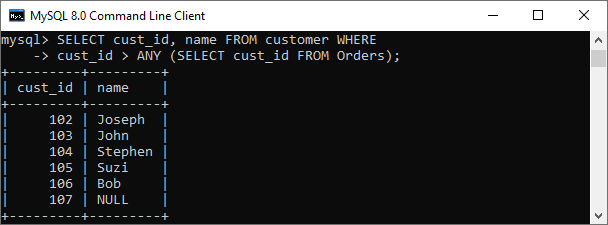 MySQL 8.0 Command Line Client
mysql> SELECT cust_id, name FROM customer WHERE
    -> cust_id > ANY (SELECT cust_id FROM Orders);
+---------+---------+
| cust_id | name    |
+---------+---------+
|     102 | Joseph  |
|     103 | John    |
|     104 | Stephen |
|     105 | Suzi    |
|     106 | Bob     |
|     107 | NULL    |
+---------+---------+